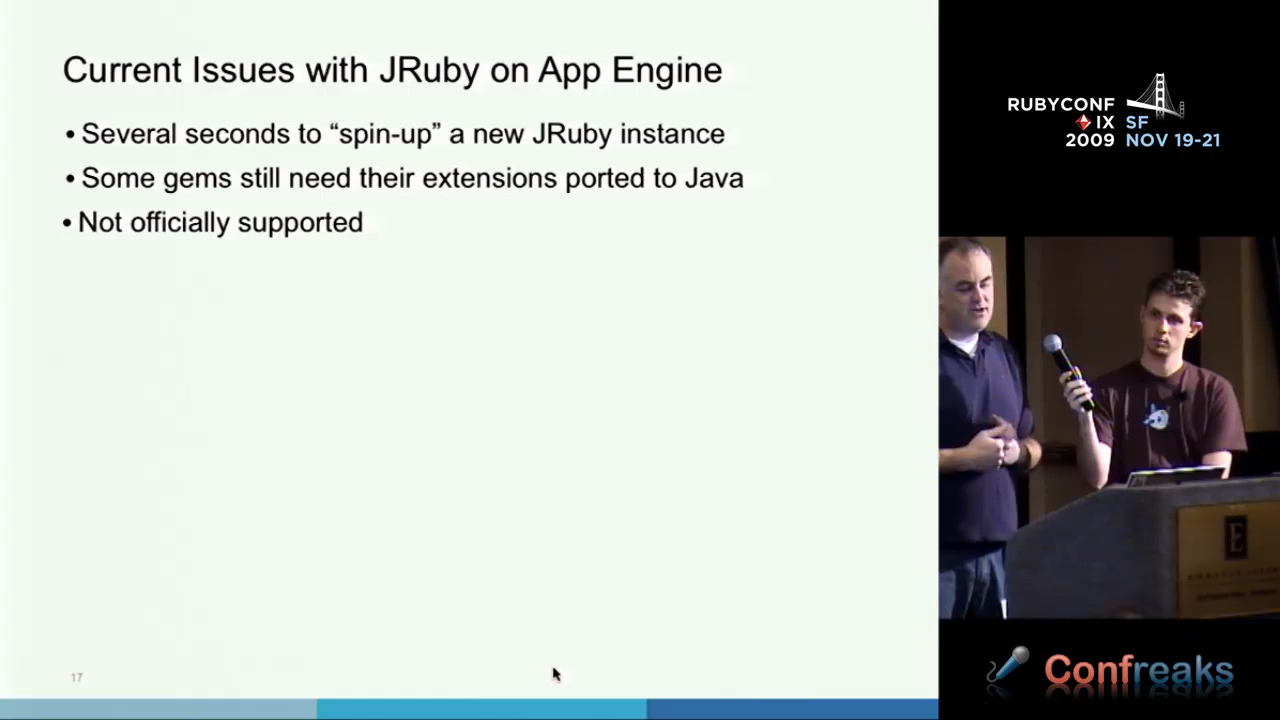 Current Issues with JRuby on App Engine
• Several seconds to “spin-up” a new JRuby instance
• Some gems still need their extensions ported to Java
• Not officially supported
17
RUBYCONF
IX
2009
SF
NOV 19-21
E
Confreaks